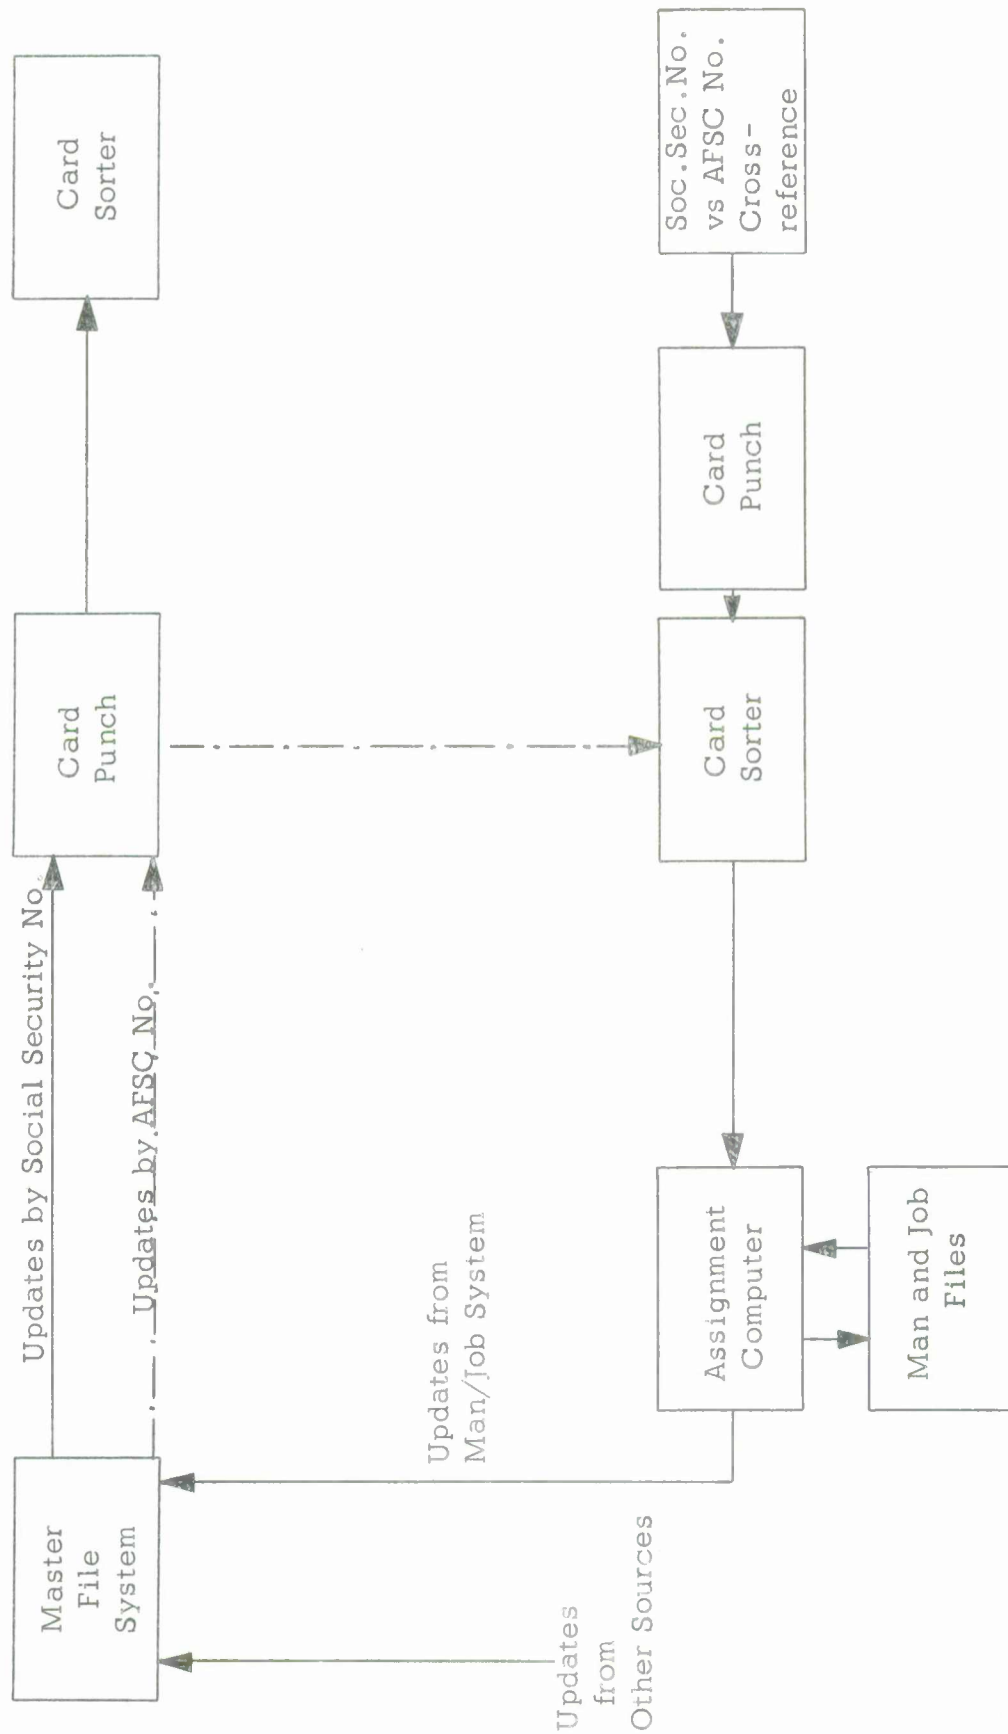 Master
File
System
Updates by Social Security No.
Updates by AFSC No.
Card
Punch
Card
Sorter
Updates from
Man/Job System
Updates
from
Other Sources
Assignment
Computer
Card
Sorter
Card
Punch
Soc.Sec.No.
vs AFSC No.
Cross-
reference
Man and Job
Files